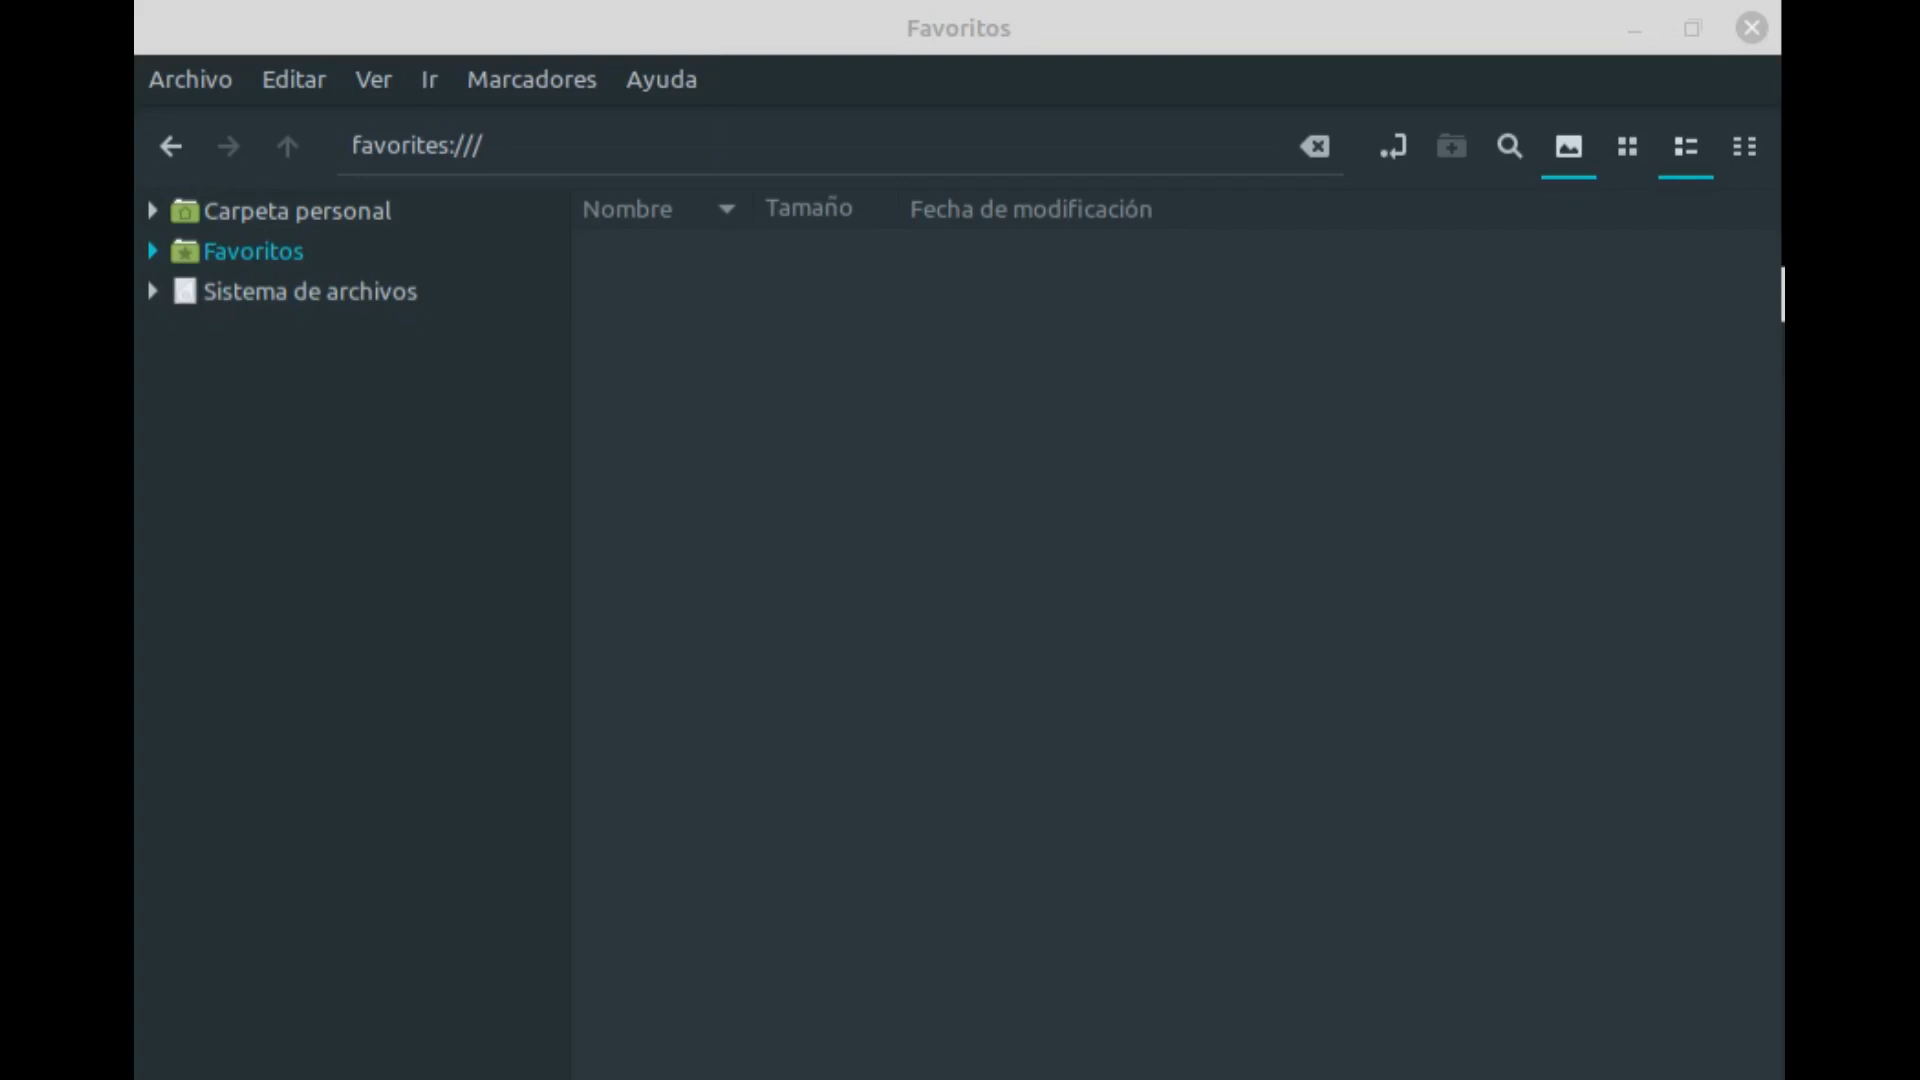 Favoritos
Archivo Editar Ver Ir Marcadores Ayuda
favorites:///
Carpeta personal
Favoritos
Sistema de archivos
Nombre Tamaño Fecha de modificación